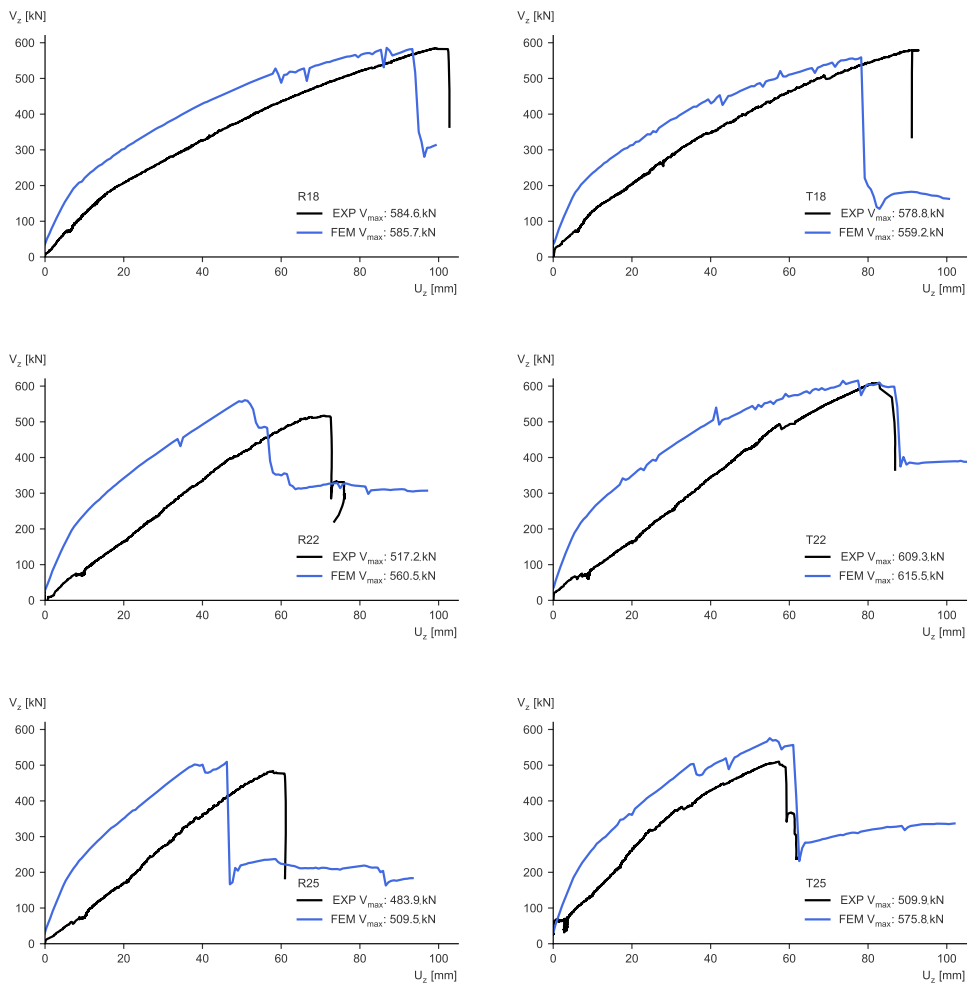 V_z [kN]
600
500
400
300
200
100
0
0 20 40 60 80 100
U_z [mm]
R18
EXP V_max: 584.6,kN
FEM V_max: 585.7,kN
V_z [kN]
600
500
400
300
200
100
0
0 20 40 60 80 100
U_z [mm]
T18
EXP V_max: 578.8,kN
FEM V_max: 559.2,kN
V_z [kN]
600
500
400
300
200
100
0
0 20 40 60 80 100
U_z [mm]
R22
EXP V_max: 517.2,kN
FEM V_max: 560.5,kN
V_z [kN]
600
500
400
300
200
100
0
0 20 40 60 80 100
U_z [mm]
T22
EXP V_max: 609.3,kN
FEM V_max: 615.5,kN
V_z [kN]
600
500
400
300
200
100
0
0 20 40 60 80 100
U_z [mm]
R25
EXP V_max: 483.9,kN
FEM V_max: 509.5,kN
V_z [kN]
600
500
400
300
200
100
0
0 20 40 60 80 100
U_z [mm]
T25
EXP V_max: 509.9,kN
FEM V_max: 575.8,kN